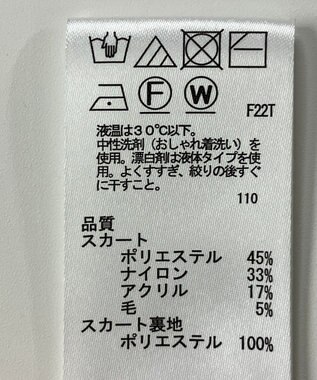 F W F22T
液温は30℃以下。
中性洗剤(おしゃれ着洗い)を
使用。漂白剤は液体タイプを使
用。よくすすぎ、絞りの後すぐ
に干すこと。
110
品質
スカート
ポリエステル 45%
ナイロン 33%
アクリル 17%
毛 5%
スカート裏地
ポリエステル 100%